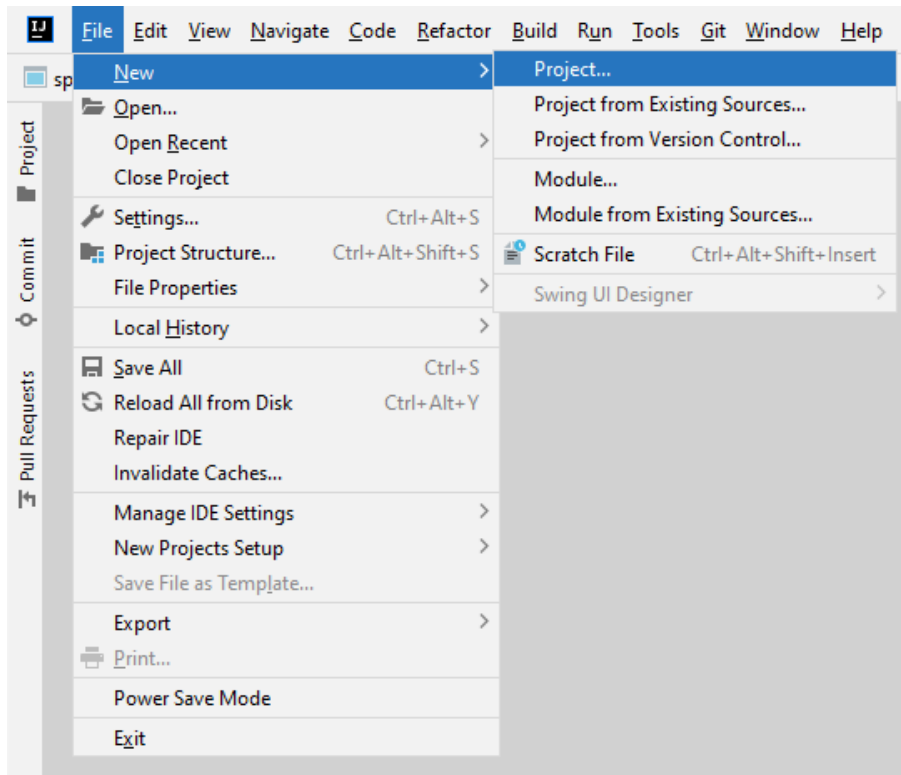 IJ File Edit View Navigate Code Refactor Build Run Tools Git Window Help
sp
New
Open...
Open Recent
Close Project
Settings... Ctrl+Alt+S
Project Structure... Ctrl+Alt+Shift+S
File Properties
Local History
Save All Ctrl+S
Reload All from Disk Ctrl+Alt+Y
Repair IDE
Invalidate Caches...
Manage IDE Settings
New Projects Setup
Save File as Template...
Export
Print...
Power Save Mode
Exit
Project...
Project from Existing Sources...
Project from Version Control...
Module...
Module from Existing Sources...
Scratch File Ctrl+Alt+Shift+Insert
Swing UI Designer
Project
Commit
Pull Requests